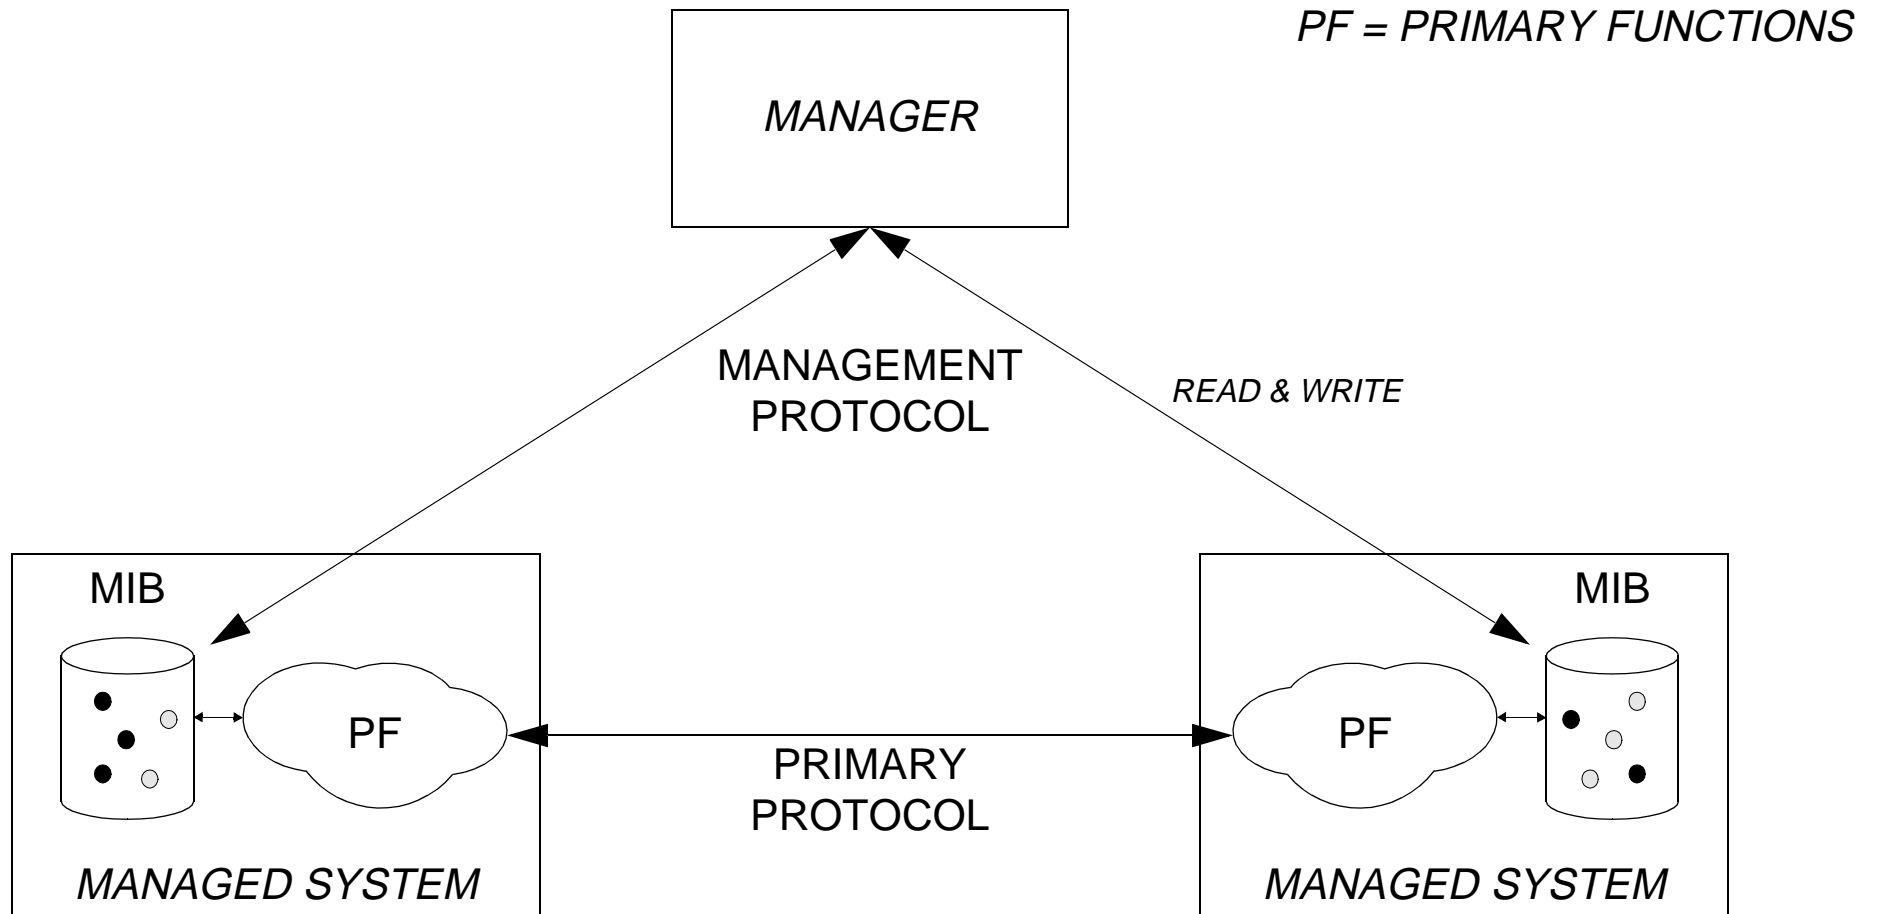 PF = PRIMARY FUNCTIONS
MANAGER
MANAGEMENT
PROTOCOL
READ & WRITE
MIB
PF
MANAGED SYSTEM
PRIMARY
PROTOCOL
MIB
PF
MANAGED SYSTEM